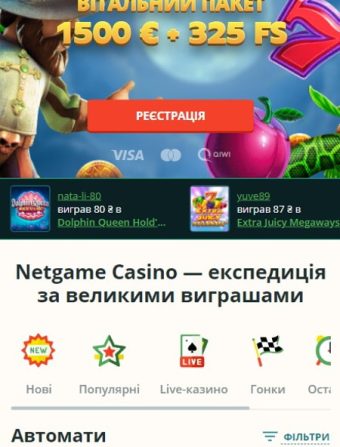 ВІТАЛЬНИЙ ПАКЕТ
1500 € + 325 FS
РЕЄСТРАЦІЯ
VISA QIWI
nata-li-80
виграв 80 ₴ в
Dolphin Queen Hold'...
yuve89
виграв 87 ₴ в
Extra Juicy Megaways
Netgame Casino — експедиція
за великими виграшами
NEW
LIVE
Нові Популярні Live-казино Гонки Оста
Автомати
ФІЛЬТРИ